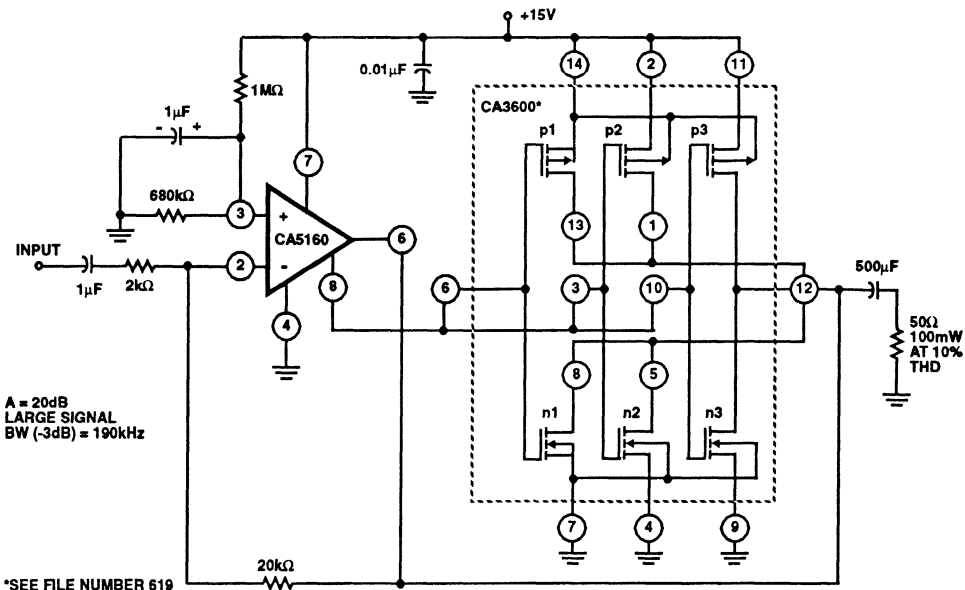 +15V
14
2
11
0.01µF
1MΩ
CA3600*
1µF
- +
p1
p2
p3
7
680kΩ
3
+
CA5160
6
13
1
INPUT
2
-
8
1µF
2kΩ
6
3
10
12
500µF
4
50Ω
100mW
AT 10%
THD
8
5
A = 20dB
LARGE SIGNAL
BW (-3dB) = 190kHz
n1
n2
n3
7
4
9
20kΩ
*SEE FILE NUMBER 619